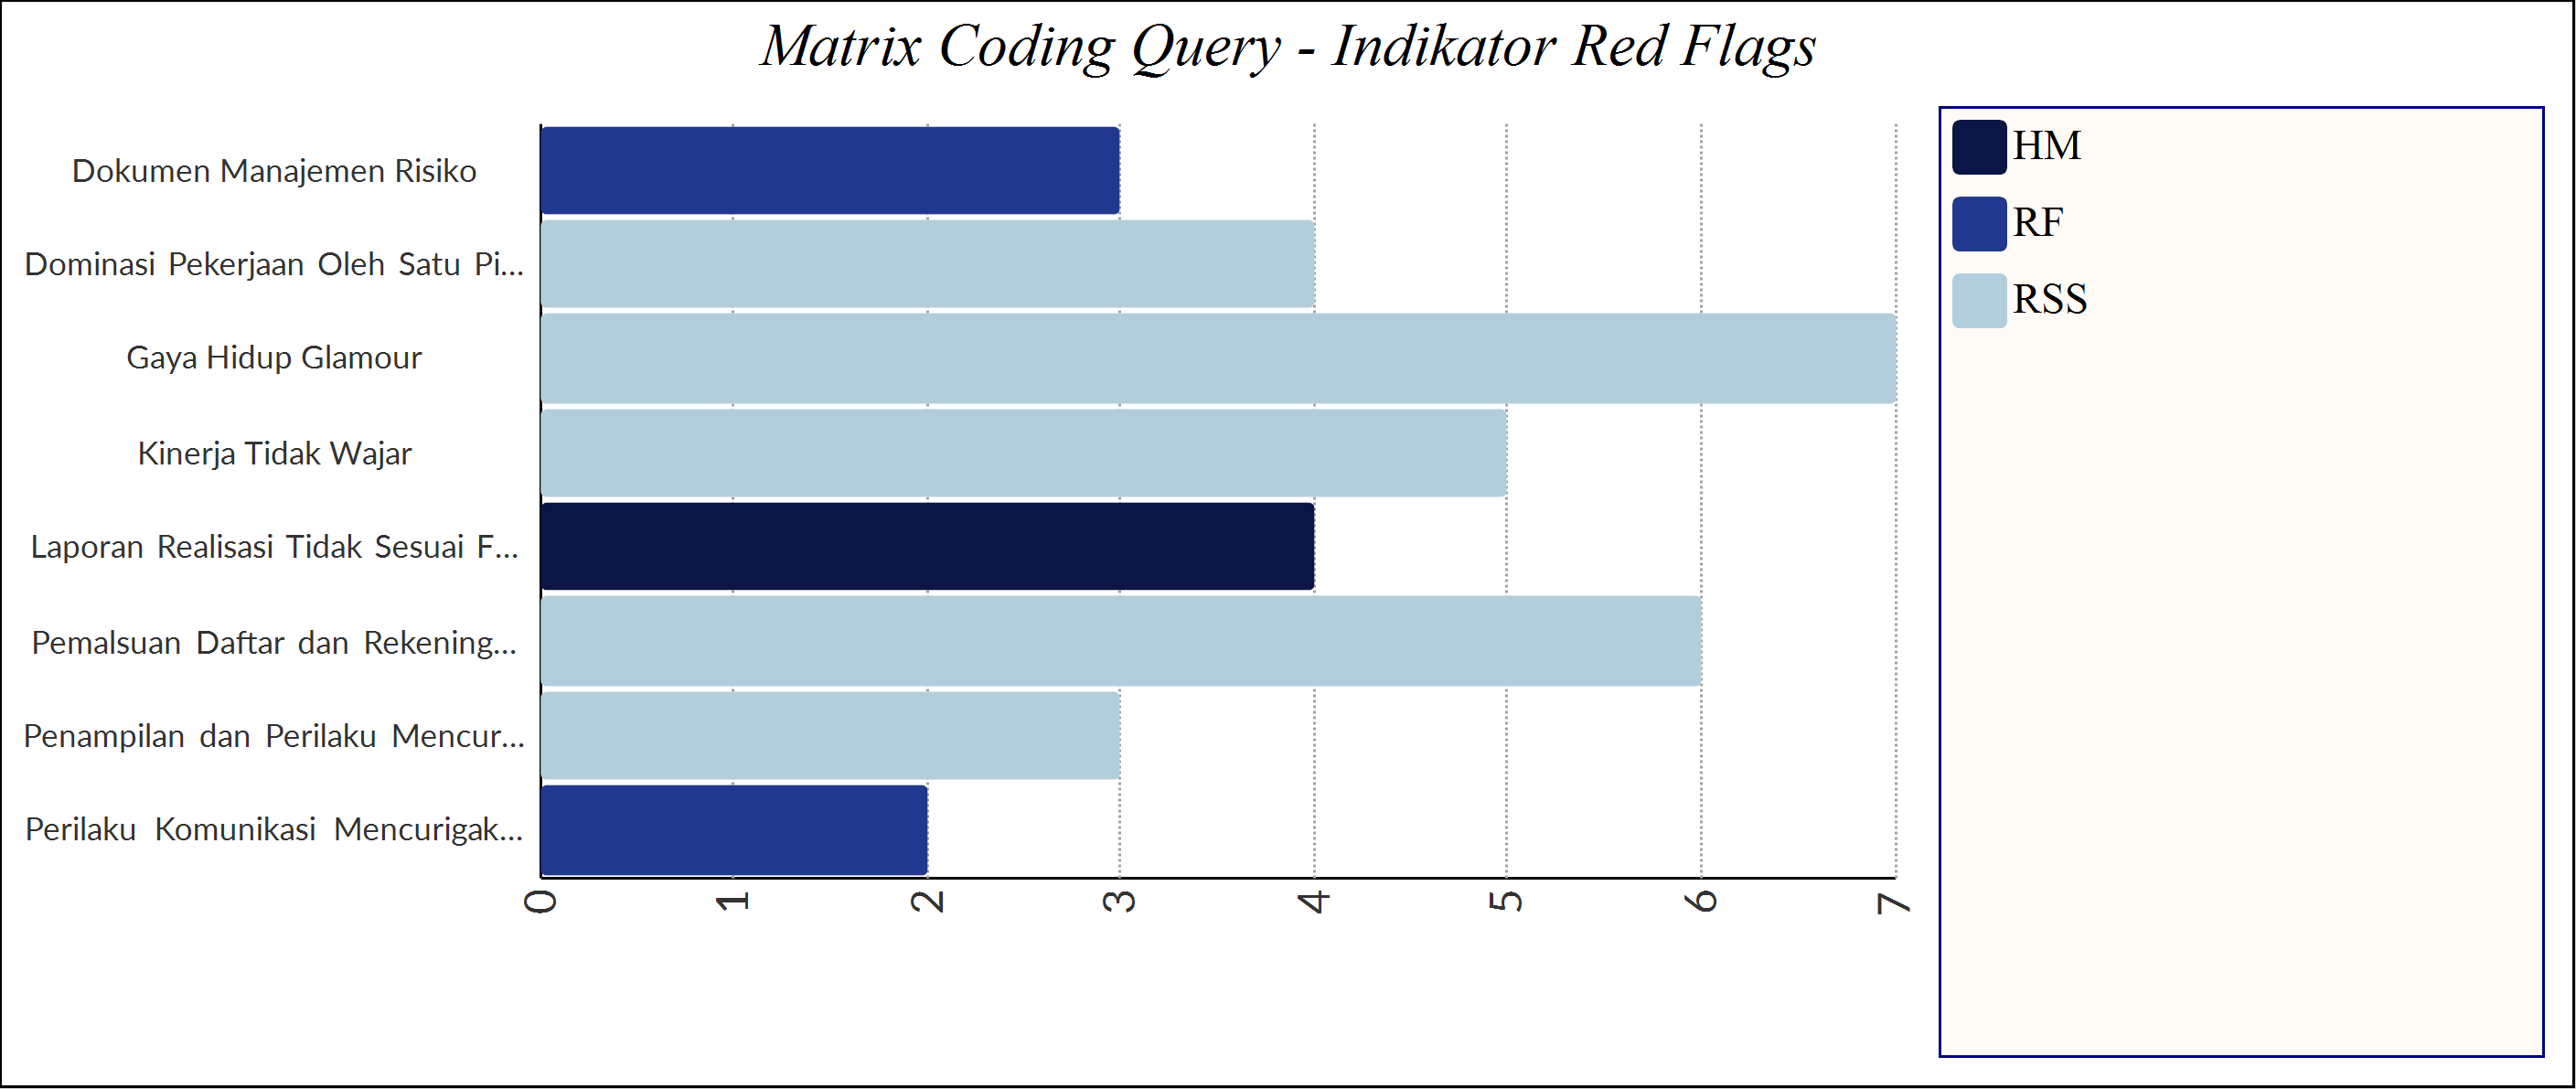 Matrix Coding Query - Indikator Red Flags
Dokumen Manajemen Risiko
Dominasi Pekerjaan Oleh Satu Pi...
Gaya Hidup Glamour
Kinerja Tidak Wajar
Laporan Realisasi Tidak Sesuai F...
Pemalsuan Daftar dan Rekening...
Penampilan dan Perilaku Mencur...
Perilaku Komunikasi Mencurigak...
0 1 2 3 4 5 6 7
HM
RF
RSS